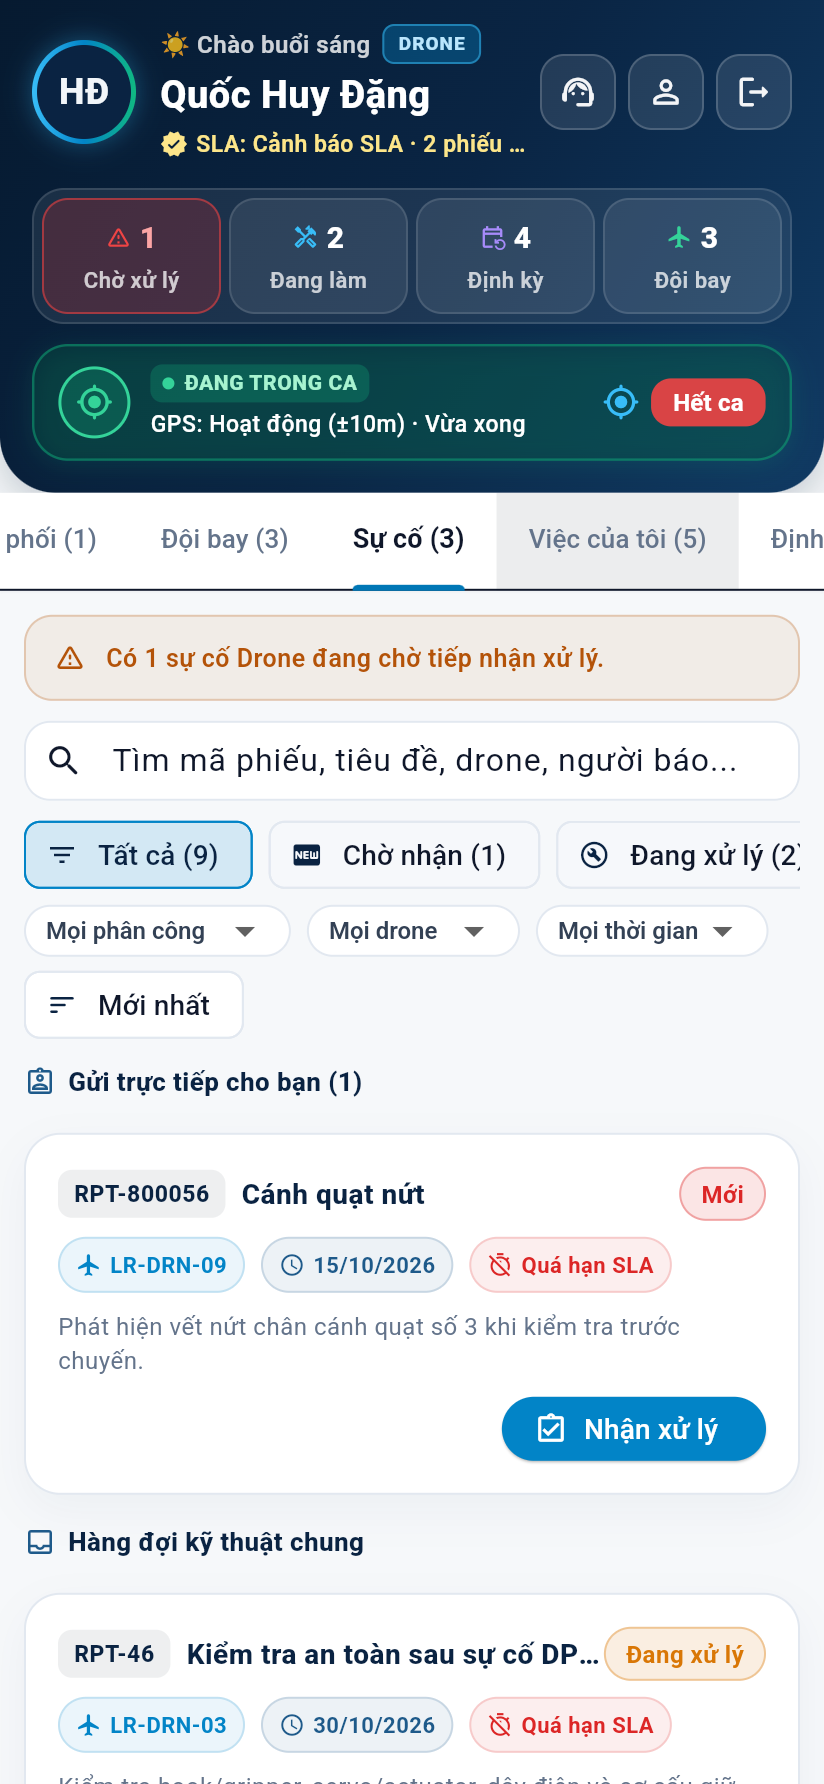 Chào buổi sáng DRONE
HĐ
Quốc Huy Đặng
SLA: Cảnh báo SLA · 2 phiếu ...
1 2 4 3
Chờ xử lý Đang làm Định kỳ Đội bay
ĐANG TRONG CA
GPS: Hoạt động (±10m) · Vừa xong
Hết ca
phối (1) Đội bay (3) Sự cố (3) Việc của tôi (5) Định
Có 1 sự cố Drone đang chờ tiếp nhận xử lý.
Tìm mã phiếu, tiêu đề, drone, người báo...
Tất cả (9) NEW Chờ nhận (1) Đang xử lý (2)
Mọi phân công Mọi drone Mọi thời gian
Mới nhất
Gửi trực tiếp cho bạn (1)
RPT-800056 Cánh quạt nứt Mới
LR-DRN-09 15/10/2026 Quá hạn SLA
Phát hiện vết nứt chân cánh quạt số 3 khi kiểm tra trước
chuyến.
Nhận xử lý
Hàng đợi kỹ thuật chung
RPT-46 Kiểm tra an toàn sau sự cố DP... Đang xử lý
LR-DRN-03 30/10/2026 Quá hạn SLA